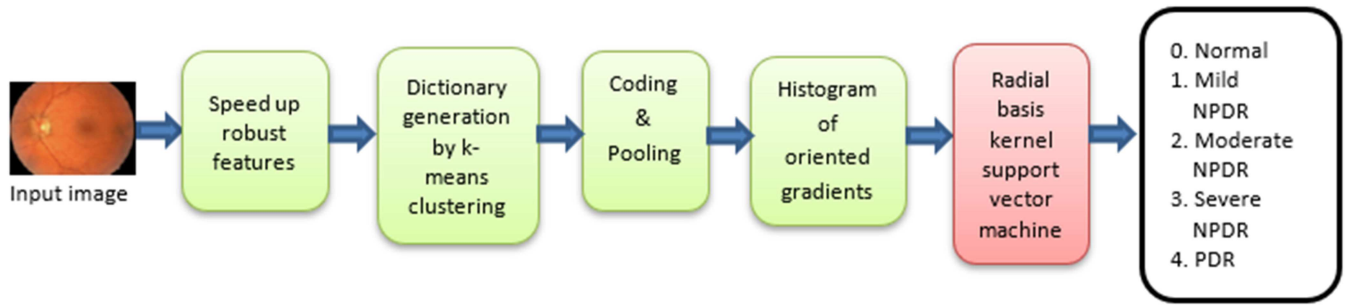 Input image
Speed up
robust
features
Dictionary
generation
by k-
means
clustering
Coding
&
Pooling
Histogram
of
oriented
gradients
Radial
basis
kernel
support
vector
machine
0. Normal
1. Mild
NPDR
2. Moderate
NPDR
3. Severe
NPDR
4. PDR